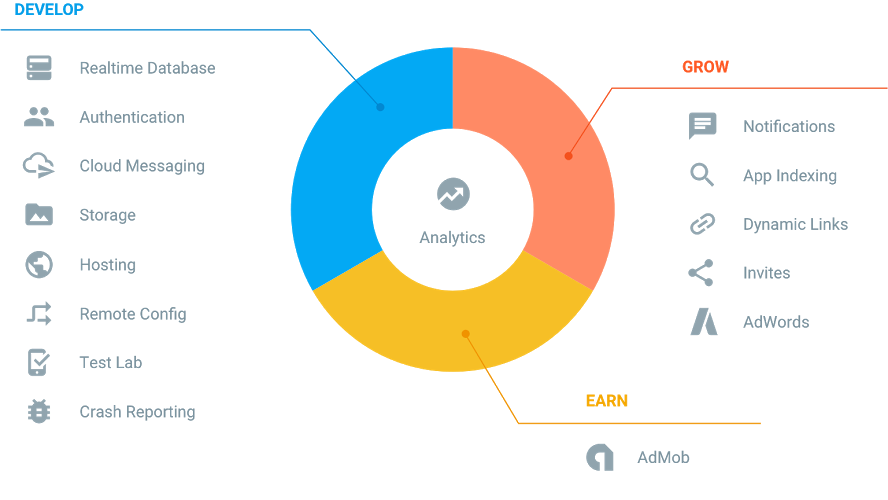 DEVELOP
Realtime Database
Authentication
Cloud Messaging
Storage
Hosting
Remote Config
Test Lab
Crash Reporting
Analytics
GROW
Notifications
App Indexing
Dynamic Links
Invites
AdWords
EARN
AdMob